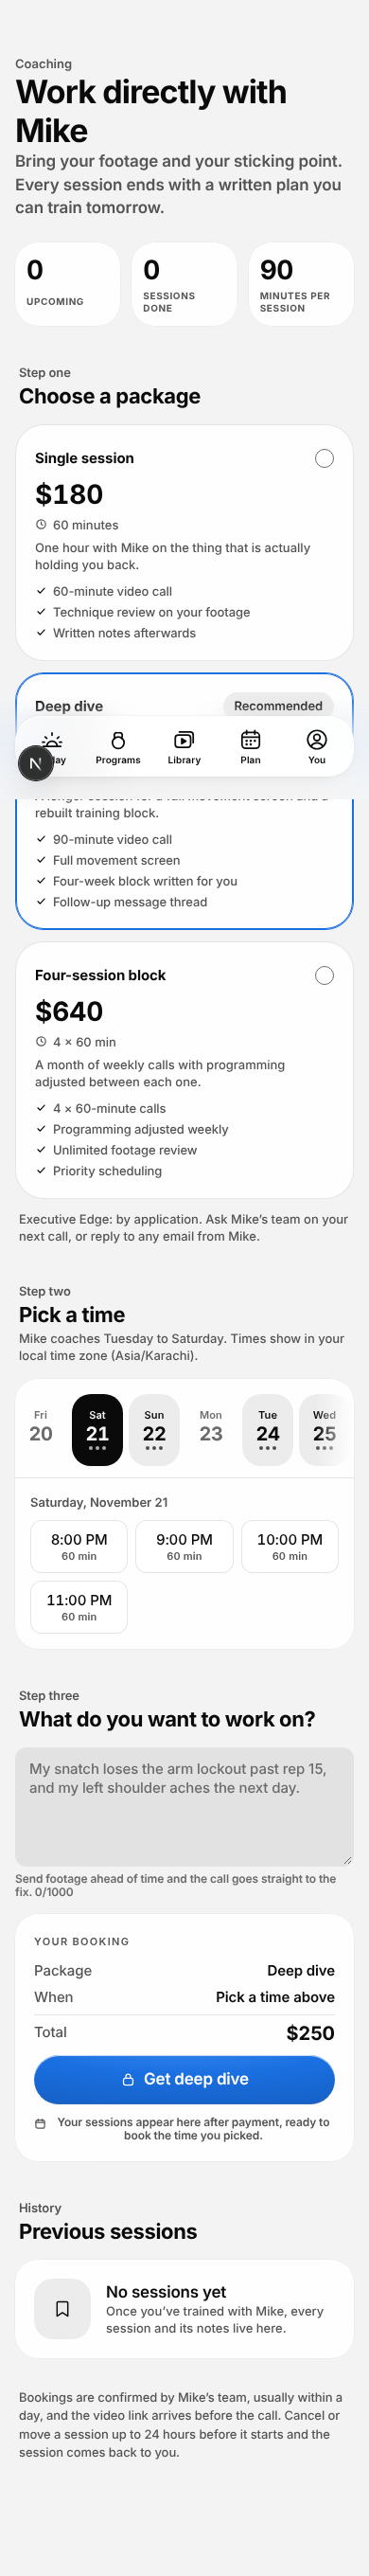 Coaching
Work directly with
Mike
Bring your footage and your sticking point.
Every session ends with a written plan you
can train tomorrow.
0
UPCOMING
0
SESSIONS
DONE
90
MINUTES PER
SESSION
Step one
Choose a package
Single session
$180
60 minutes
One hour with Mike on the thing that is actually
holding you back.
60-minute video call
Technique review on your footage
Written notes afterwards
Deep dive
Recommended
Programs
Library
Plan
You
rebuilt training block.
90-minute video call
Full movement screen
Four-week block written for you
Follow-up message thread
Four-session block
$640
4 × 60 min
A month of weekly calls with programming
adjusted between each one.
4 × 60-minute calls
Programming adjusted weekly
Unlimited footage review
Priority scheduling
Executive Edge: by application. Ask Mike’s team on your
next call, or reply to any email from Mike.
Step two
Pick a time
Mike coaches Tuesday to Saturday. Times show in your
local time zone (Asia/Karachi).
Fri
20
Sat
21
Sun
22
Mon
23
Tue
24
Wed
25
Saturday, November 21
8:00 PM
60 min
9:00 PM
60 min
10:00 PM
60 min
11:00 PM
60 min
Step three
What do you want to work on?
My snatch loses the arm lockout past rep 15,
and my left shoulder aches the next day.
Send footage ahead of time and the call goes straight to the
fix. 0/1000
YOUR BOOKING
Package
Deep dive
When
Pick a time above
Total
$250
Get deep dive
Your sessions appear here after payment, ready to
book the time you picked.
History
Previous sessions
No sessions yet
Once you’ve trained with Mike, every
session and its notes live here.
Bookings are confirmed by Mike’s team, usually within a
day, and the video link arrives before the call. Cancel or
move a session up to 24 hours before it starts and the
session comes back to you.